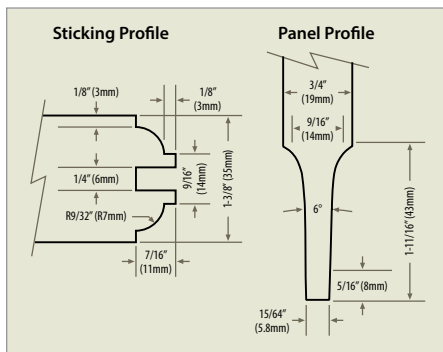 Sticking Profile
Panel Profile
1/8” (3mm)
1/8”
(3mm)
1/4” (6mm)
9/16”
(14mm)
1-3/8” (35mm)
R9/32” (R7mm)
7/16”
(11mm)
3/4”
(19mm)
9/16”
(14mm)
6°
1-11/16” (43mm)
5/16” (8mm)
15/64”
(5.8mm)